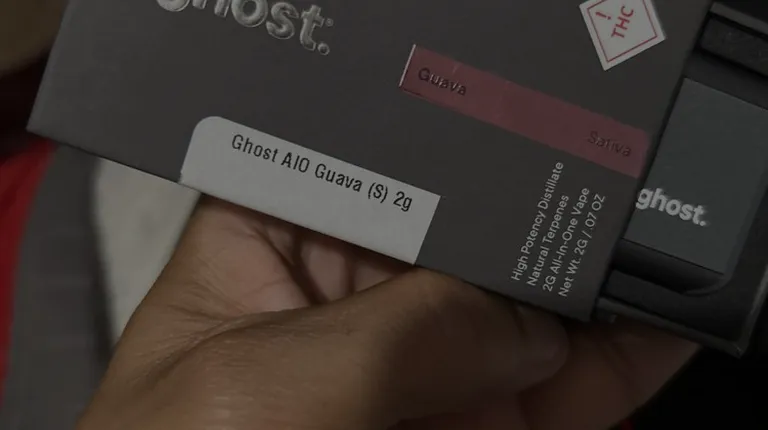 ghost.
! THC
Guava
Sativa
Ghost AIO Guava (S) 2g
High Potency Distillate
Natural Terpenes
2G All-in-One Vape
Net Wt. 2G / .07 OZ
ghost.